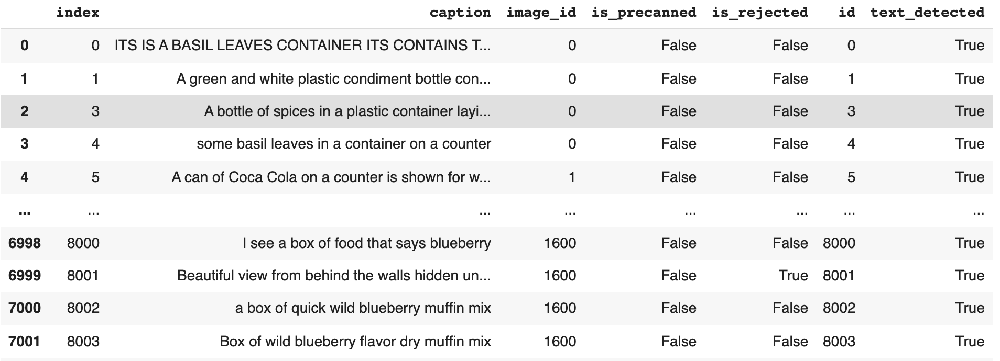 index caption image_id is_precanned is_rejected id text_detected
0 0 ITS IS A BASIL LEAVES CONTAINER ITS CONTAINS T... 0 False False 0 True
1 1 A green and white plastic condiment bottle con... 0 False False 1 True
2 3 A bottle of spices in a plastic container layi... 0 False False 3 True
3 4 some basil leaves in a container on a counter 0 False False 4 True
4 5 A can of Coca Cola on a counter is shown for w... 1 False False 5 True
... ... ... ... ... ... ... ...
6998 8000 I see a box of food that says blueberry 1600 False False 8000 True
6999 8001 Beautiful view from behind the walls hidden un... 1600 False True 8001 True
7000 8002 a box of quick wild blueberry muffin mix 1600 False False 8002 True
7001 8003 Box of wild blueberry flavor dry muffin mix 1600 False False 8003 True